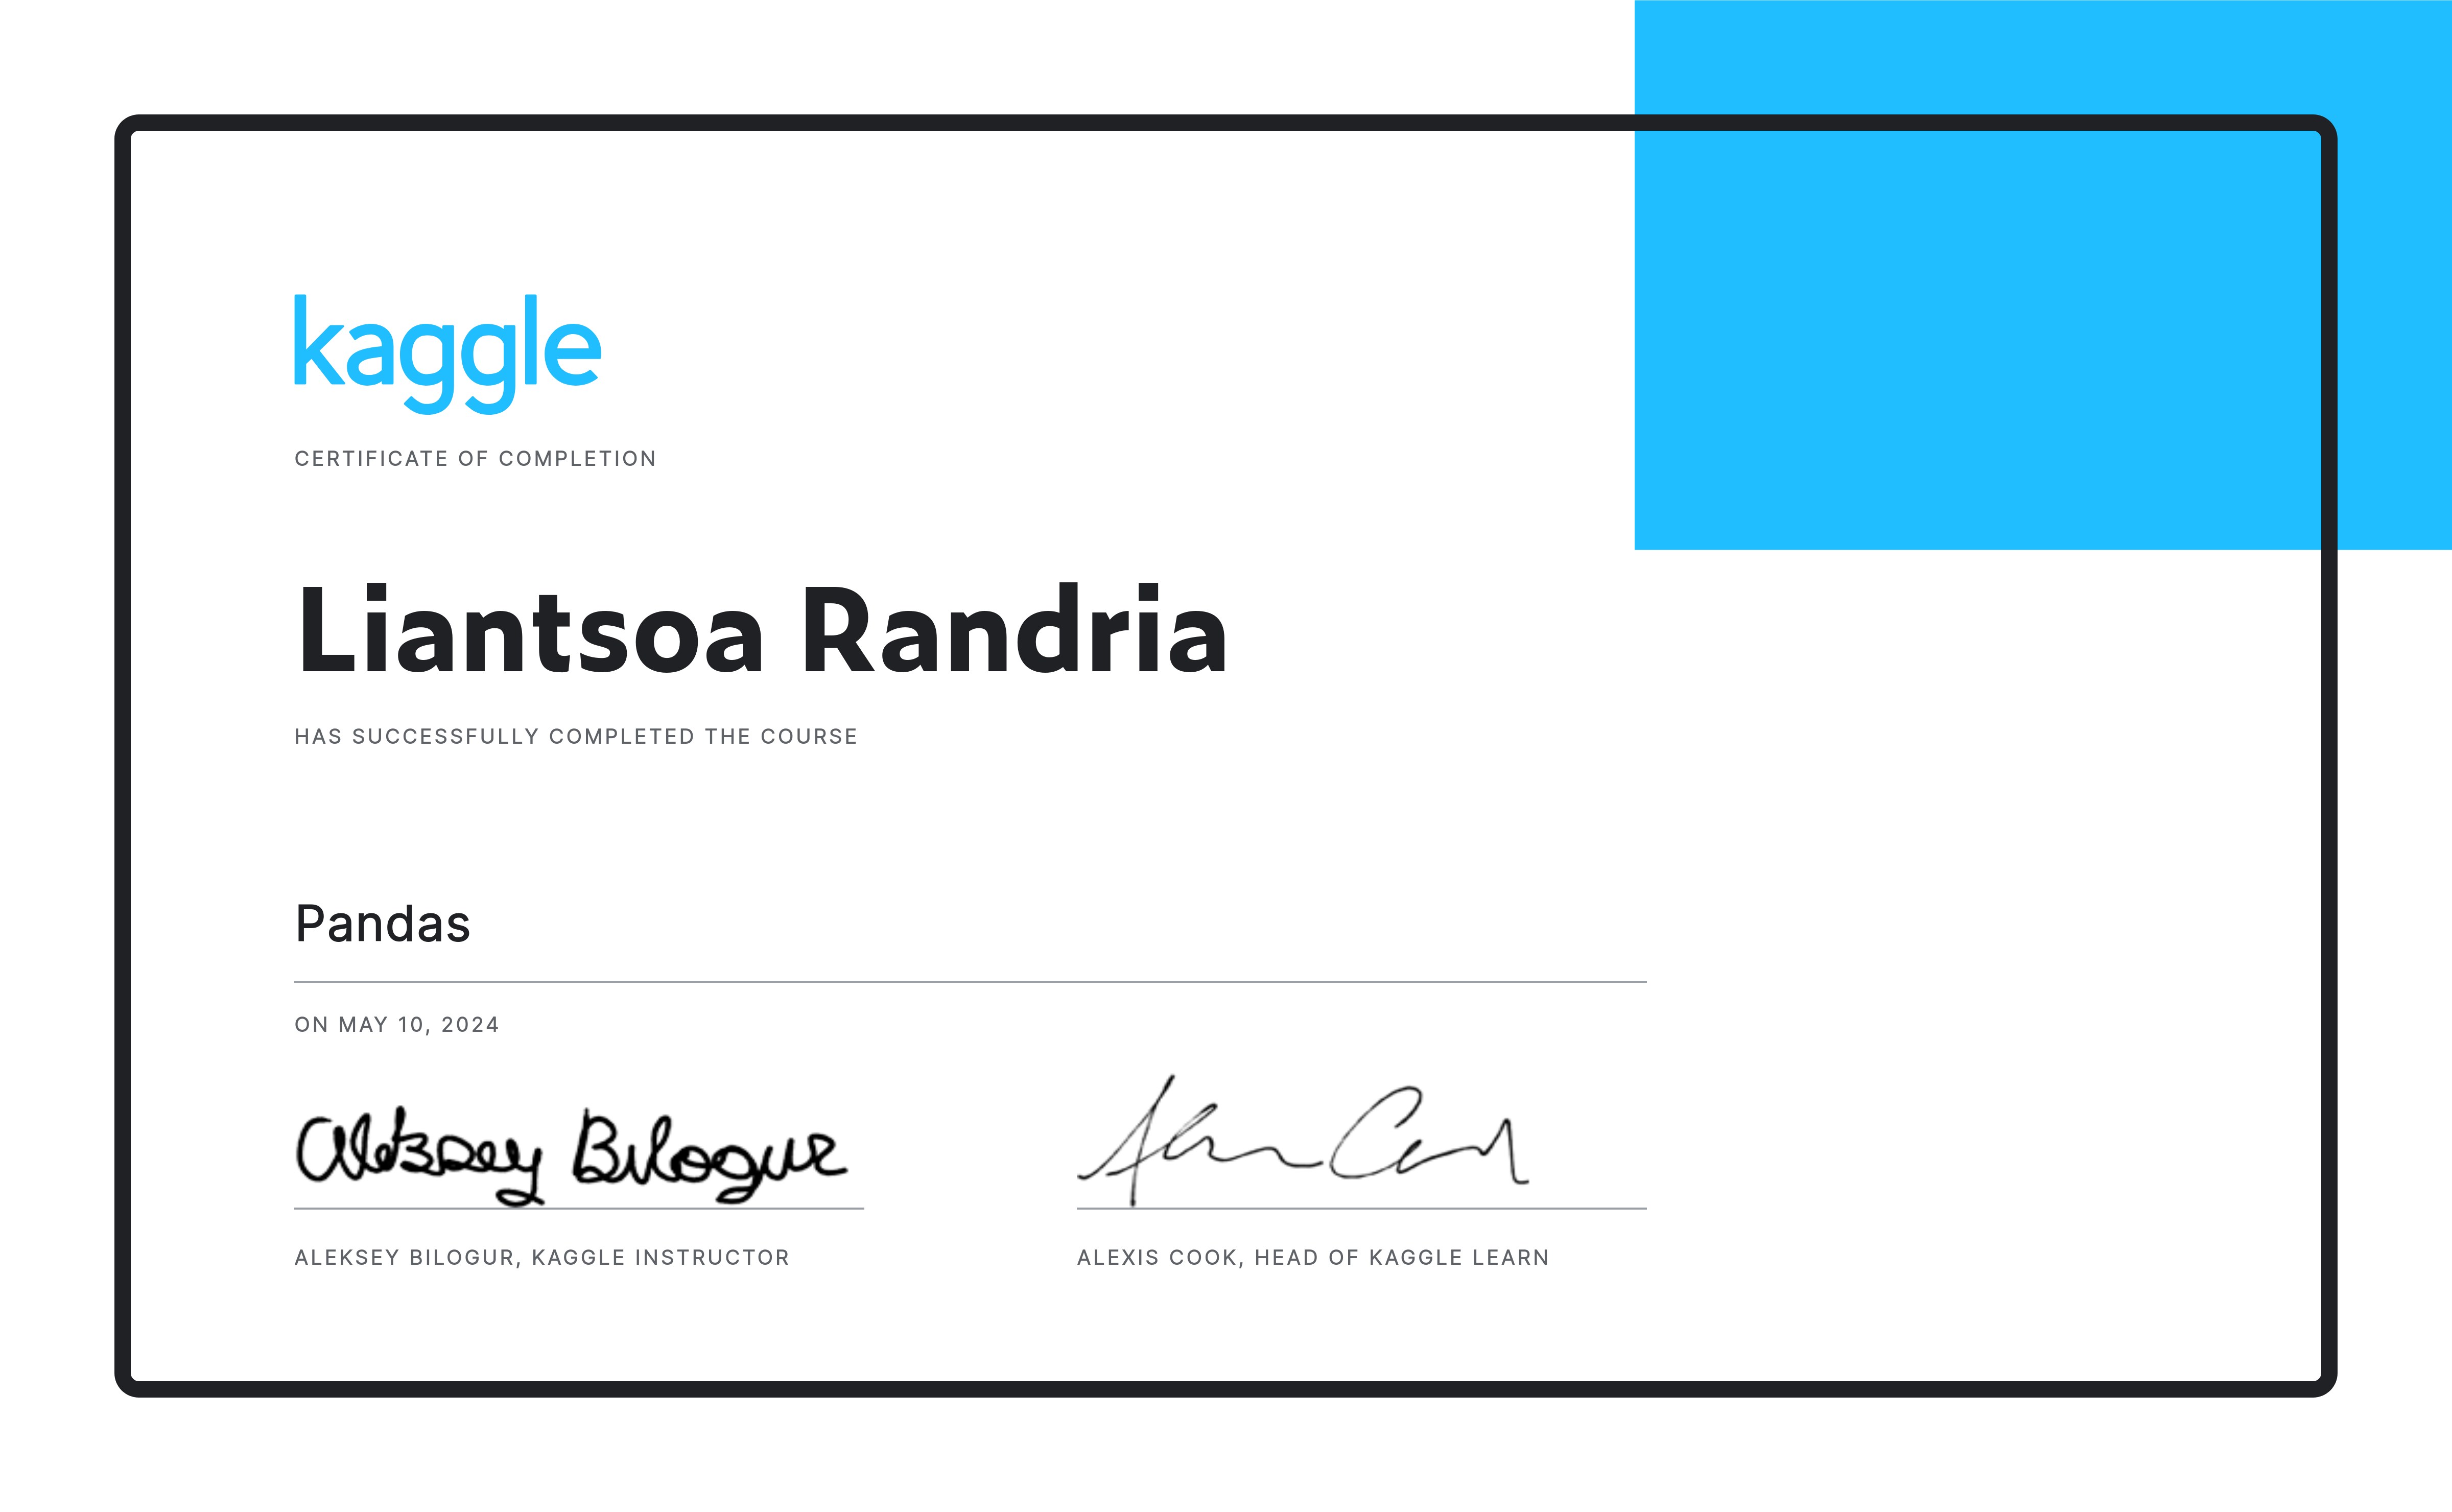 kaggle
CERTIFICATE OF COMPLETION
Liantsoa Randria
HAS SUCCESSFULLY COMPLETED THE COURSE
Pandas
ON MAY 10, 2024
Aleksey Bilogur
ALEKSEY BILOGUR, KAGGLE INSTRUCTOR
ALEXIS COOK, HEAD OF KAGGLE LEARN